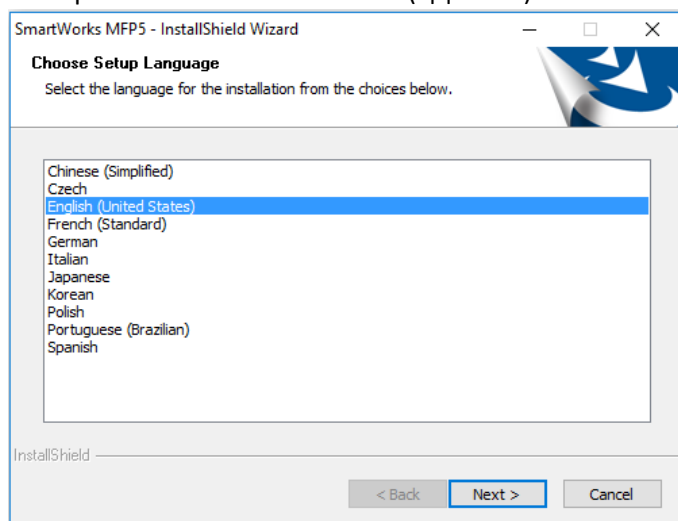 SmartWorks MFP5 - InstallShield Wizard
Choose Setup Language
Select the language for the installation from the choices below.
Chinese (Simplified)
Czech
English (United States)
French (Standard)
German
Italian
Japanese
Korean
Polish
Portuguese (Brazilian)
Spanish
InstallShield
< Back Next > Cancel